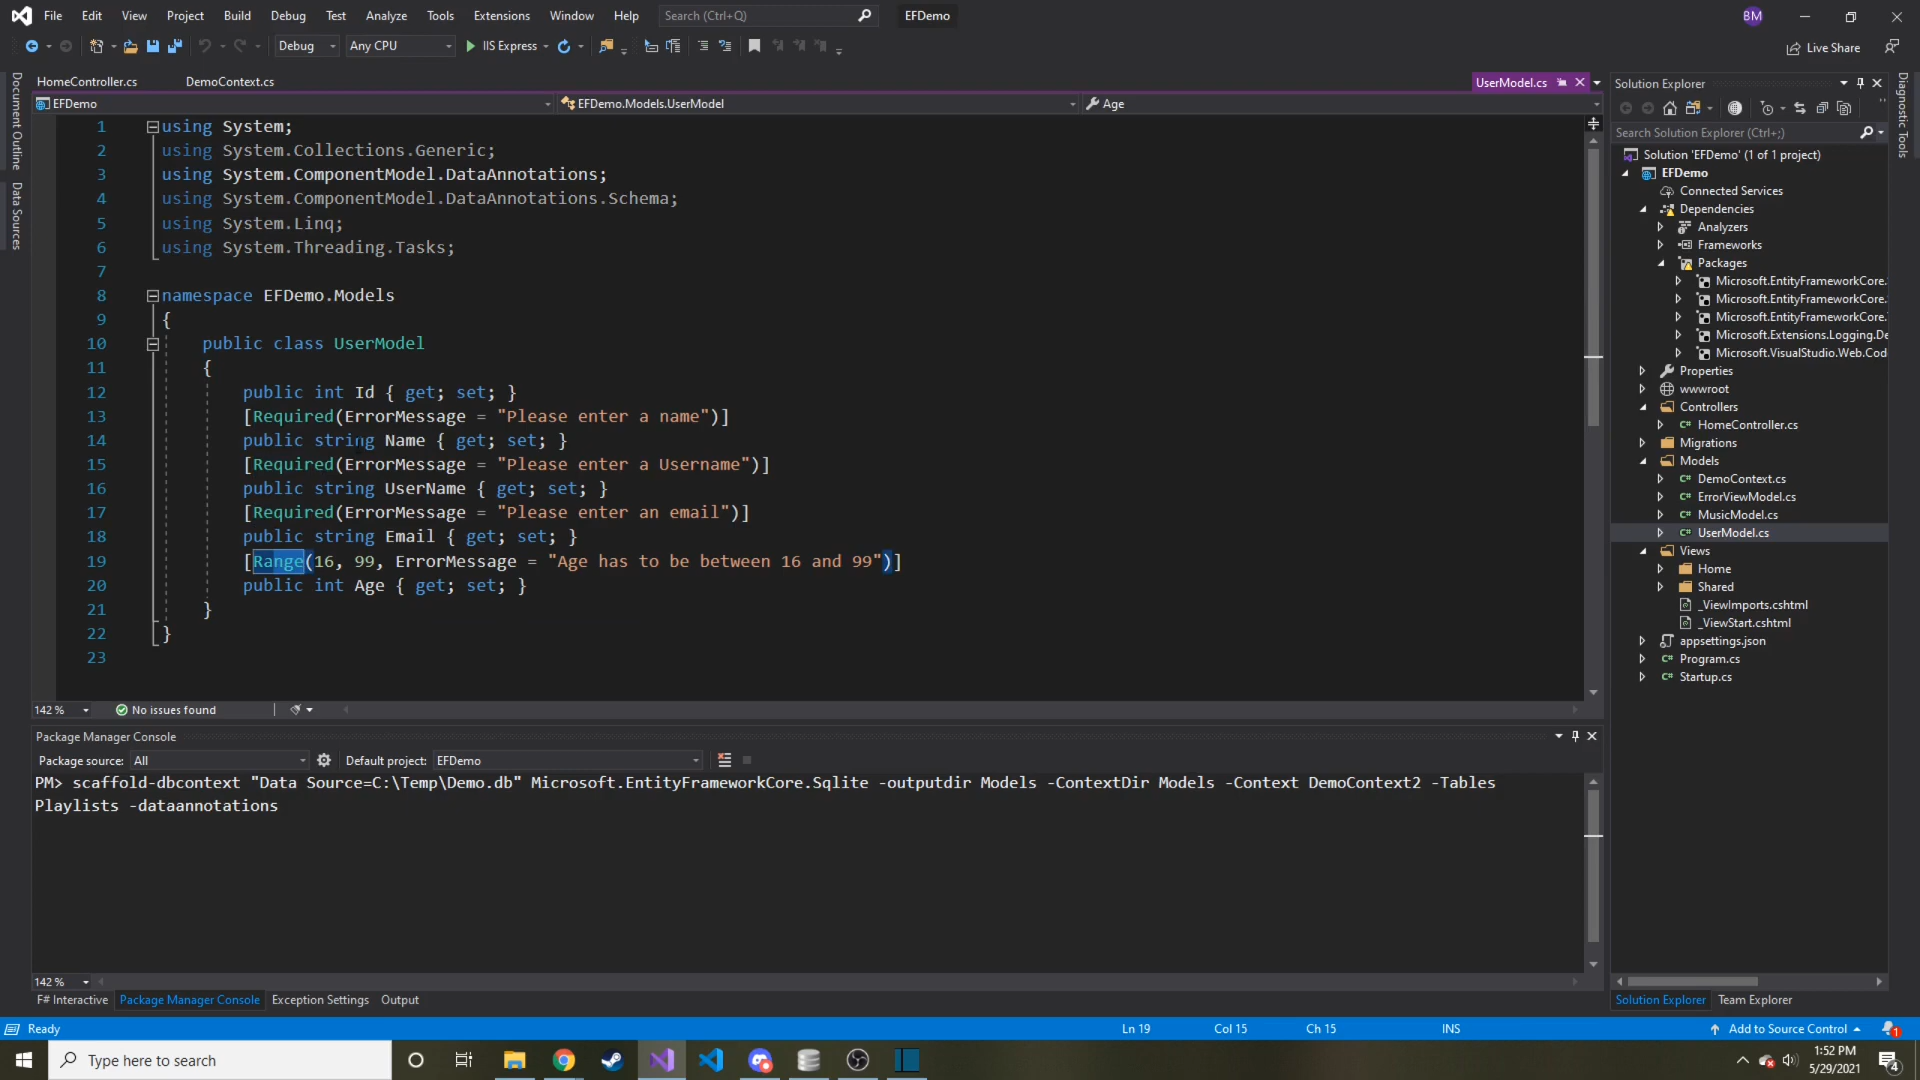 File Edit View Project Build Debug Test Analyze Tools Extensions Window Help Search (Ctrl+Q) EFDemo BM
Debug Any CPU IIS Express Live Share
HomeController.cs DemoContext.cs UserModel.cs
EFDemo EFDemo.Models.UserModel Age
Document Outline
Data Sources
1 using System;
2 using System.Collections.Generic;
3 using System.ComponentModel.DataAnnotations;
4 using System.ComponentModel.DataAnnotations.Schema;
5 using System.Linq;
6 using System.Threading.Tasks;
7
8 namespace EFDemo.Models
9 {
10 public class UserModel
11 {
12 public int Id { get; set; }
13 [Required(ErrorMessage = "Please enter a name")]
14 public string Name { get; set; }
15 [Required(ErrorMessage = "Please enter a Username")]
16 public string UserName { get; set; }
17 [Required(ErrorMessage = "Please enter an email")]
18 public string Email { get; set; }
19 [Range(16, 99, ErrorMessage = "Age has to be between 16 and 99")]
20 public int Age { get; set; }
21 }
22 }
23
142 % No issues found
Package Manager Console
Package source: All Default project: EFDemo
PM> scaffold-dbcontext "Data Source=C:\Temp\Demo.db" Microsoft.EntityFrameworkCore.Sqlite -outputdir Models -ContextDir Models -Context DemoContext2 -Tables
Playlists -dataannotations
142 %
F# Interactive Package Manager Console Exception Settings Output
Solution Explorer
Search Solution Explorer (Ctrl+;)
Solution 'EFDemo' (1 of 1 project)
EFDemo
Connected Services
Dependencies
Analyzers
Frameworks
Packages
Microsoft.EntityFrameworkCore.
Microsoft.EntityFrameworkCore.
Microsoft.EntityFrameworkCore.
Microsoft.Extensions.Logging.De
Microsoft.VisualStudio.Web.Cod
Properties
wwwroot
Controllers
HomeController.cs
Migrations
Models
DemoContext.cs
ErrorViewModel.cs
MusicModel.cs
UserModel.cs
Views
Home
Shared
_ViewImports.cshtml
_ViewStart.cshtml
appsettings.json
Program.cs
Startup.cs
Solution Explorer Team Explorer
Diagnostic Tools
Ready Ln 19 Col 15 Ch 15 INS Add to Source Control 1
Type here to search 1:52 PM
5/29/2021 4